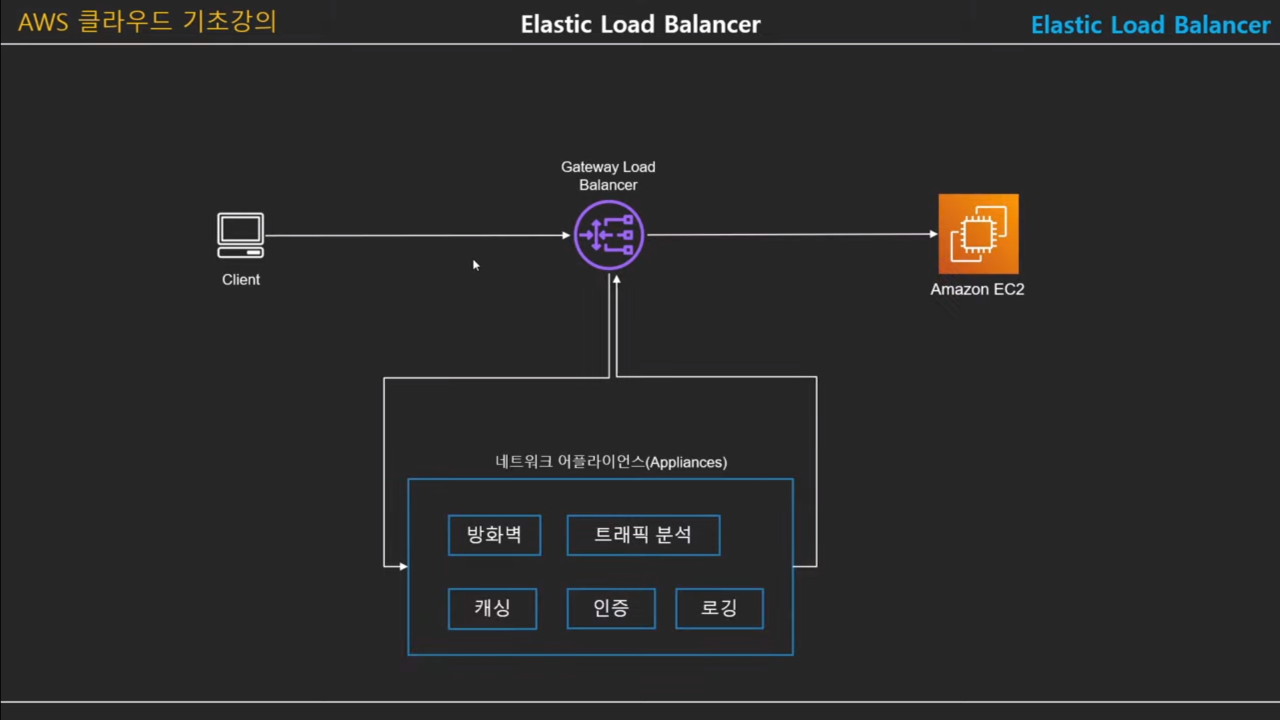 AWS 클라우드 기초강의
Elastic Load Balancer
Elastic Load Balancer
Gateway Load
Balancer
Client
Amazon EC2
네트워크 어플라이언스(Appliances)
방화벽
트래픽 분석
캐싱
인증
로깅